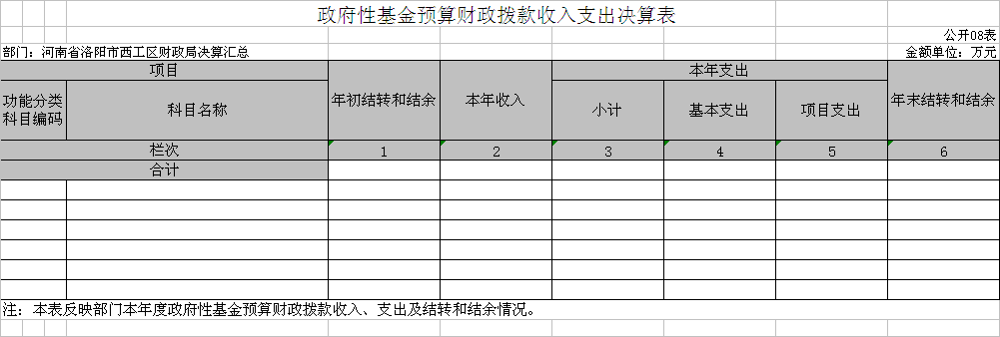 政府性基金预算财政拨款收入支出决算表
公开08表
部门：河南省洛阳市西工区财政局决算汇总 金额单位：万元
项目 年初结转和结余 本年收入 本年支出 年末结转和结余
功能分类科目编码 科目名称 小计 基本支出 项目支出
栏次 1 2 3 4 5 6
合计
注：本表反映部门本年度政府性基金预算财政拨款收入、支出及结转和结余情况。